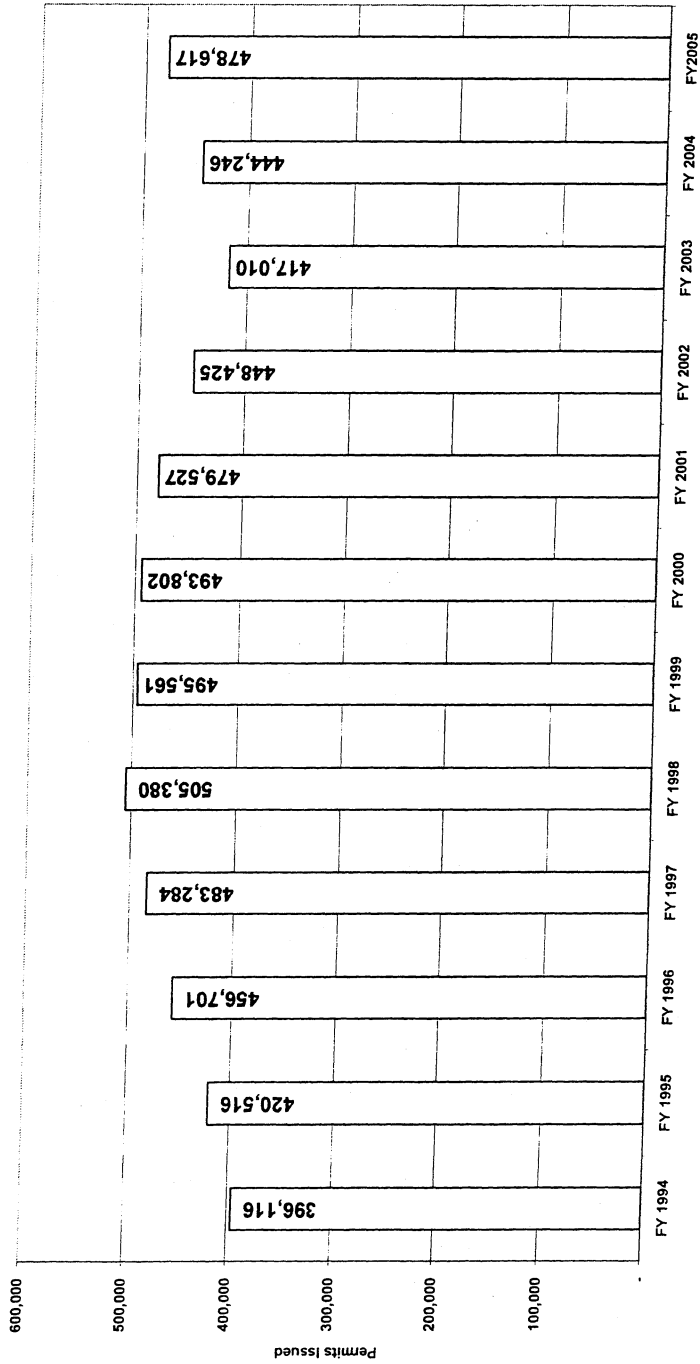 Permits Issued
600,000
500,000
400,000
300,000
200,000
100,000
-
396,116
420,516
456,701
483,284
505,380
495,561
493,802
479,527
448,425
417,010
444,246
478,617
FY 1994
FY 1995
FY 1996
FY 1997
FY 1998
FY 1999
FY 2000
FY 2001
FY 2002
FY 2003
FY 2004
FY2005